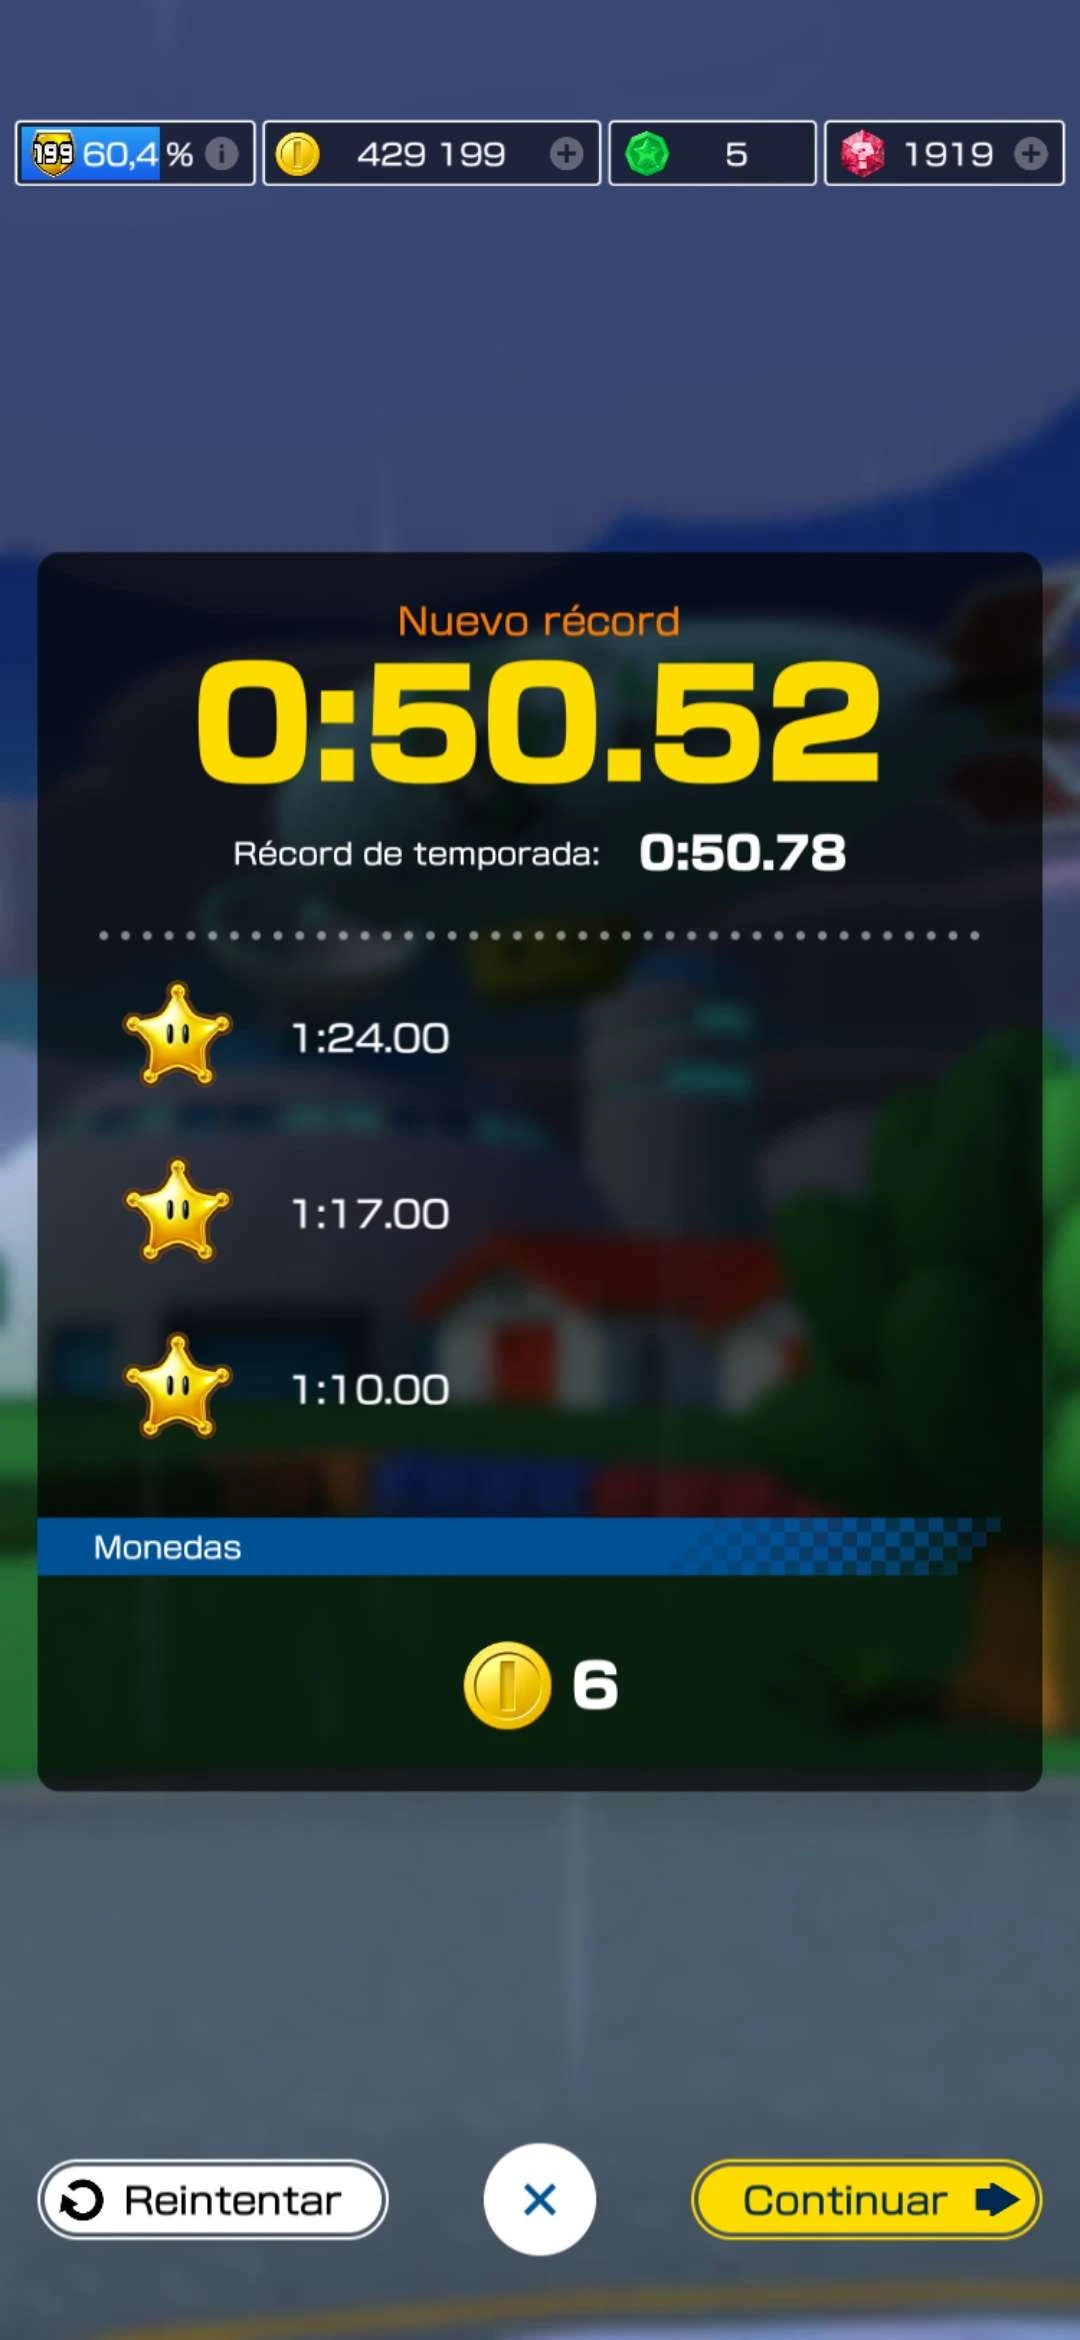 199 60,4 % i 429 199 + 5 ? 1919 +
Nuevo récord
0:50.52
Récord de temporada: 0:50.78
1:24.00
1:17.00
1:10.00
Monedas
6
Reintentar × Continuar